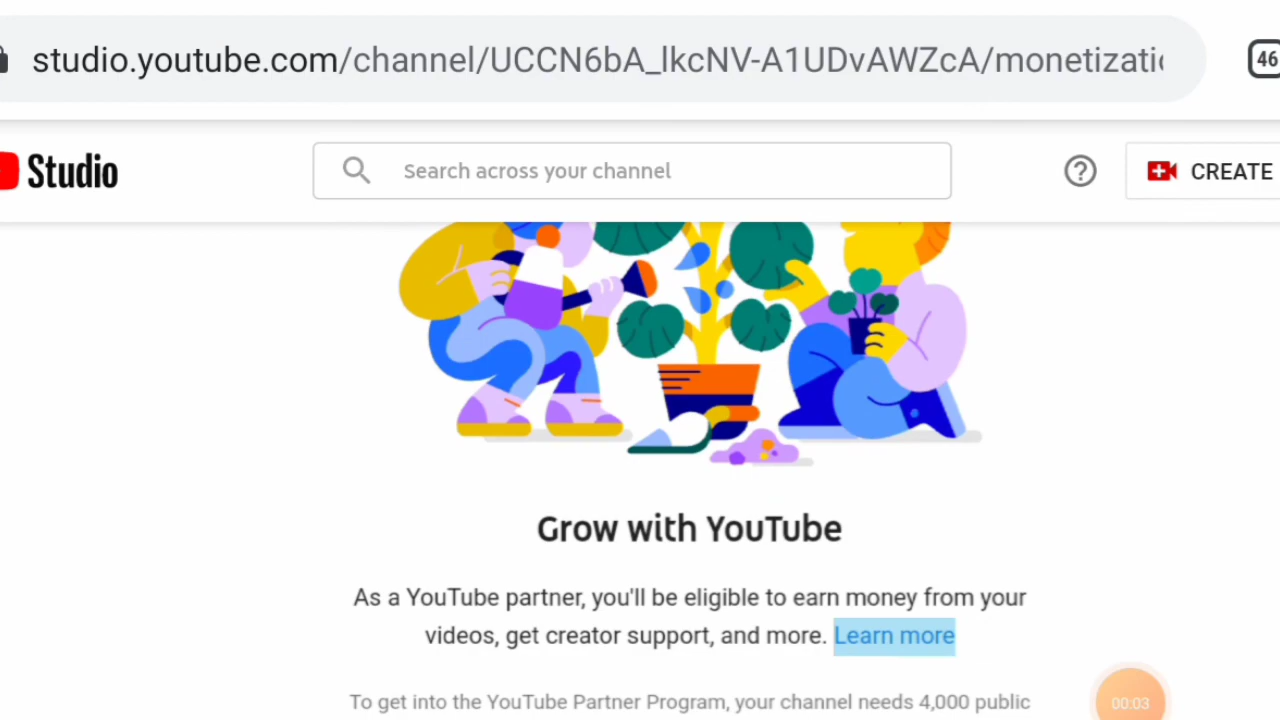 studio.youtube.com/channel/UCCN6bA_lkcNV-A1UDvAWZcA/monetizatic
46
Studio
Search across your channel
CREATE
Grow with YouTube
As a YouTube partner, you'll be eligible to earn money from your
videos, get creator support, and more. Learn more
To get into the YouTube Partner Program, your channel needs 4,000 public
00:03